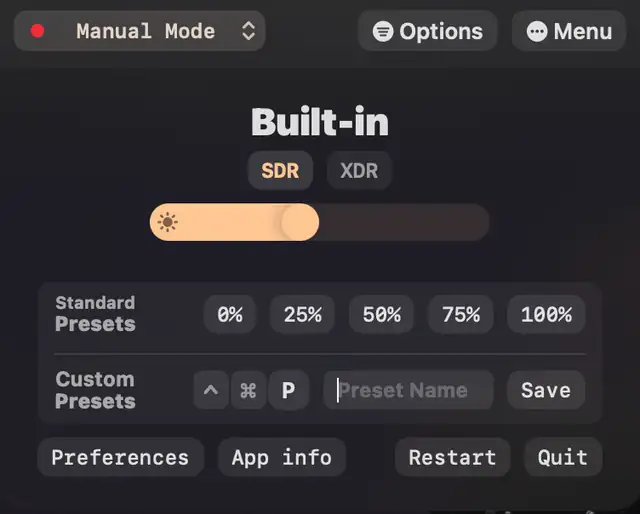 Manual Mode Options Menu
Built-in
SDR XDR
Standard Presets 0% 25% 50% 75% 100%
Custom Presets ^ ⌘ P Preset Name Save
Preferences App info Restart Quit